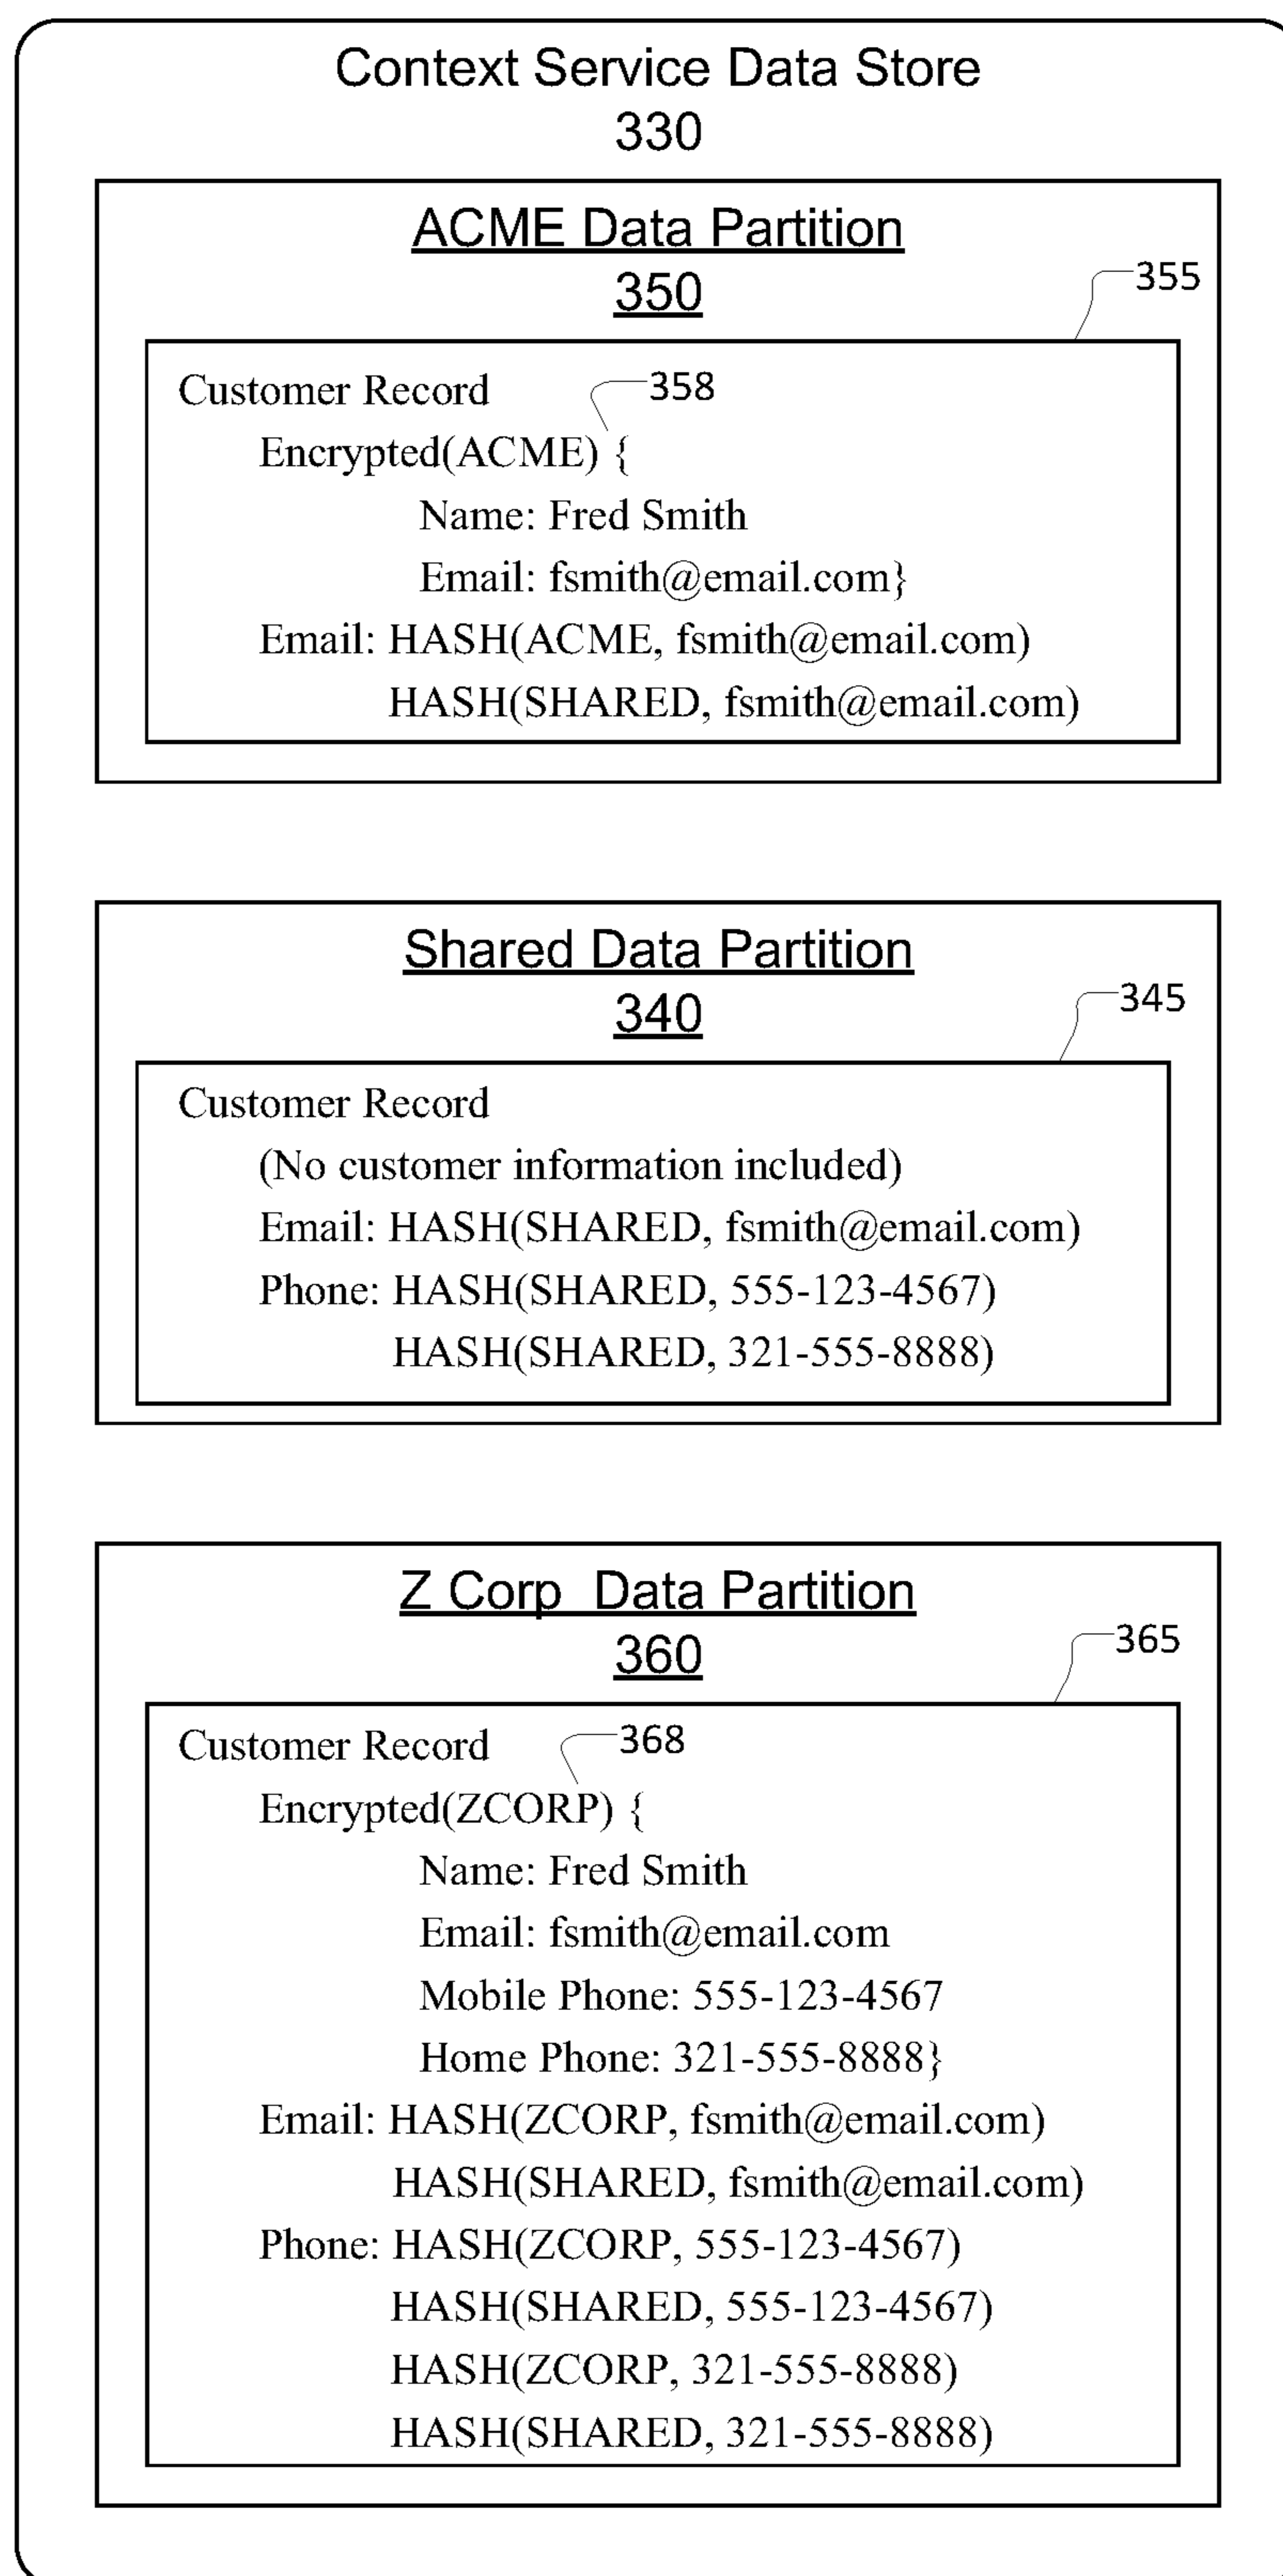 Context Service Data Store
330
ACME Data Partition
350
355
Customer Record
358
Encrypted(ACME) {
Name: Fred Smith
Email: fsmith@email.com}
Email: HASH(ACME, fsmith@email.com)
HASH(SHARED, fsmith@email.com)
Shared Data Partition
340
345
Customer Record
(No customer information included)
Email: HASH(SHARED, fsmith@email.com)
Phone: HASH(SHARED, 555-123-4567)
HASH(SHARED, 321-555-8888)
Z Corp Data Partition
360
365
Customer Record
368
Encrypted(ZCORP) {
Name: Fred Smith
Email: fsmith@email.com
Mobile Phone: 555-123-4567
Home Phone: 321-555-8888}
Email: HASH(ZCORP, fsmith@email.com)
HASH(SHARED, fsmith@email.com)
Phone: HASH(ZCORP, 555-123-4567)
HASH(SHARED, 555-123-4567)
HASH(ZCORP, 321-555-8888)
HASH(SHARED, 321-555-8888)